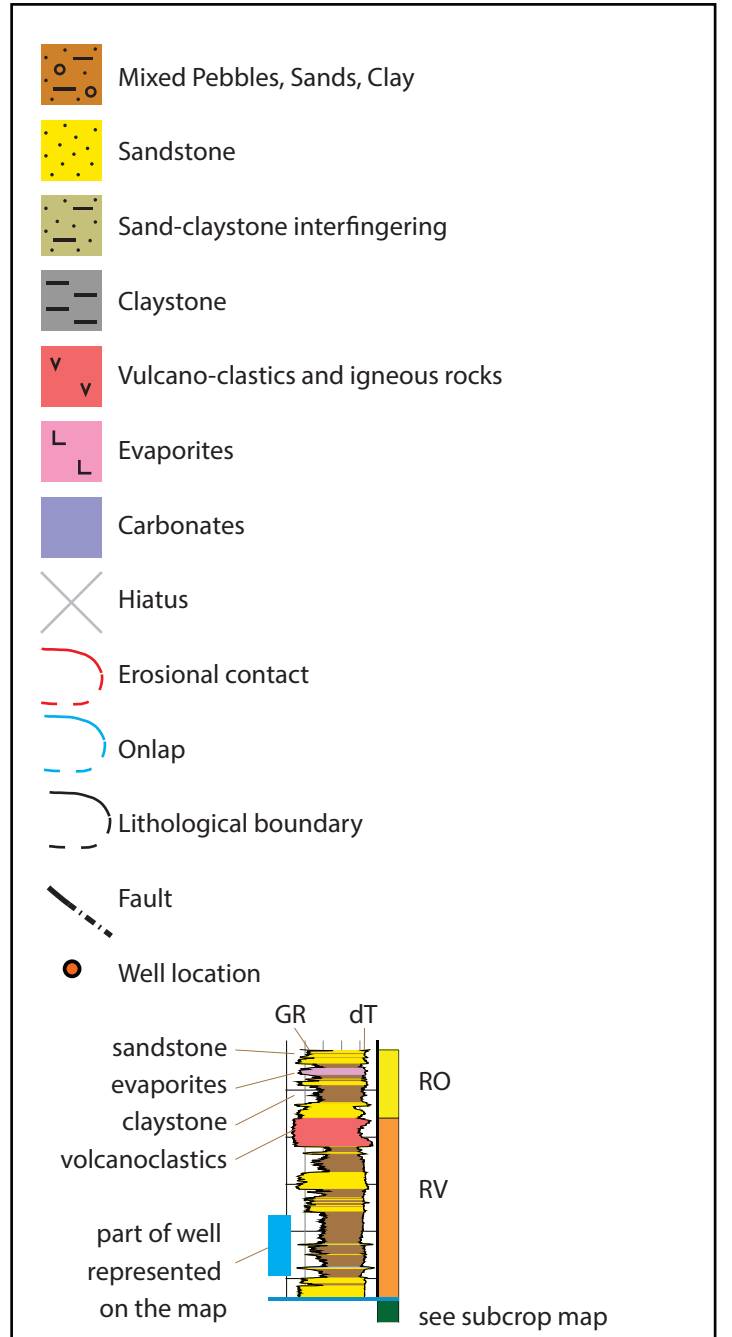 Mixed Pebbles, Sands, Clay
Sandstone
Sand-claystone interfingering
Claystone
Vulcano-clastics and igneous rocks
Evaporites
Carbonates
Hiatus
Erosional contact
Onlap
Lithological boundary
Fault
Well location
GR dT
sandstone
evaporites
claystone
volcanoclastics
RO
RV
part of well
represented
on the map
see subcrop map